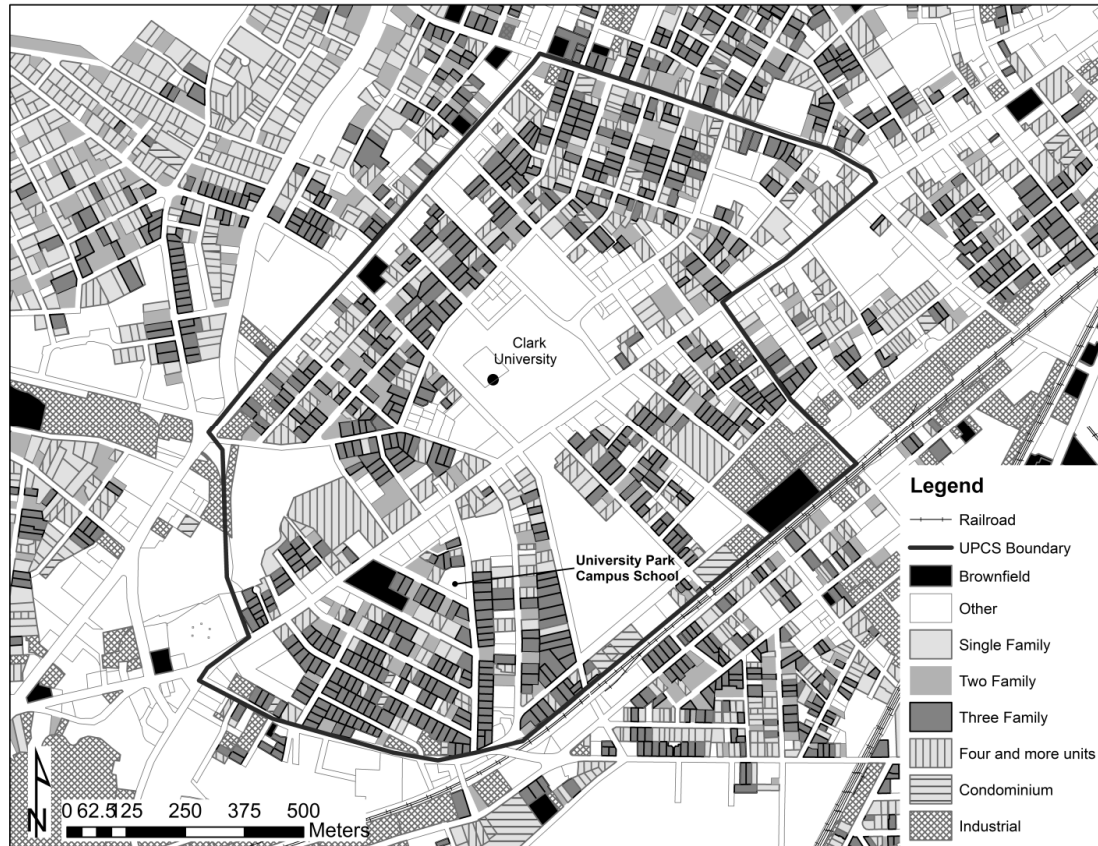 Clark
University
University Park
Campus School
Legend
Railroad
UPCS Boundary
Brownfield
Other
Single Family
Two Family
Three Family
Four and more units
Condominium
Industrial
N
0 62.5125 250 375 500
Meters